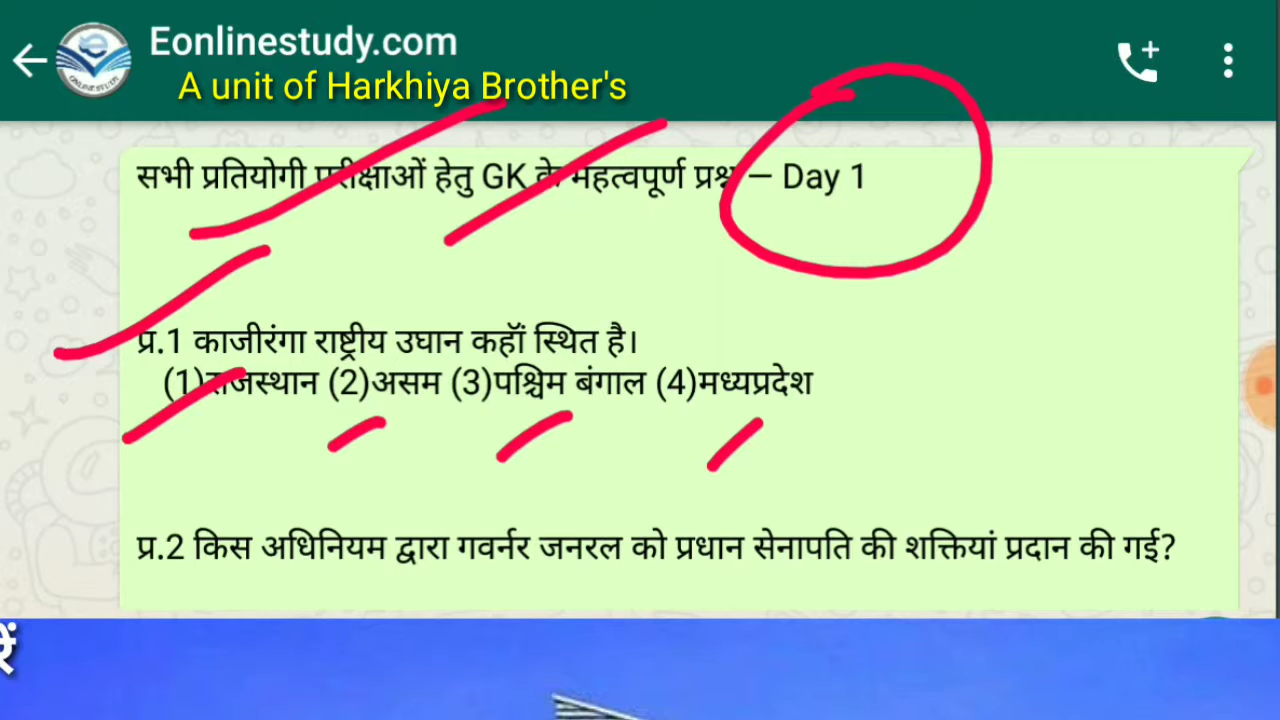 Eonlinestudy.com
A unit of Harkhiya Brother's
सभी प्रतियोगी परीक्षाओं हेतु GK के महत्वपूर्ण प्रश्न — Day 1
प्र.1 काजीरंगा राष्ट्रीय उघान कहॉं स्थित है।
(1)राजस्थान (2)असम (3)पश्चिम बंगाल (4)मध्यप्रदेश
प्र.2 किस अधिनियम द्वारा गवर्नर जनरल को प्रधान सेनापति की शक्तियां प्रदान की गई?